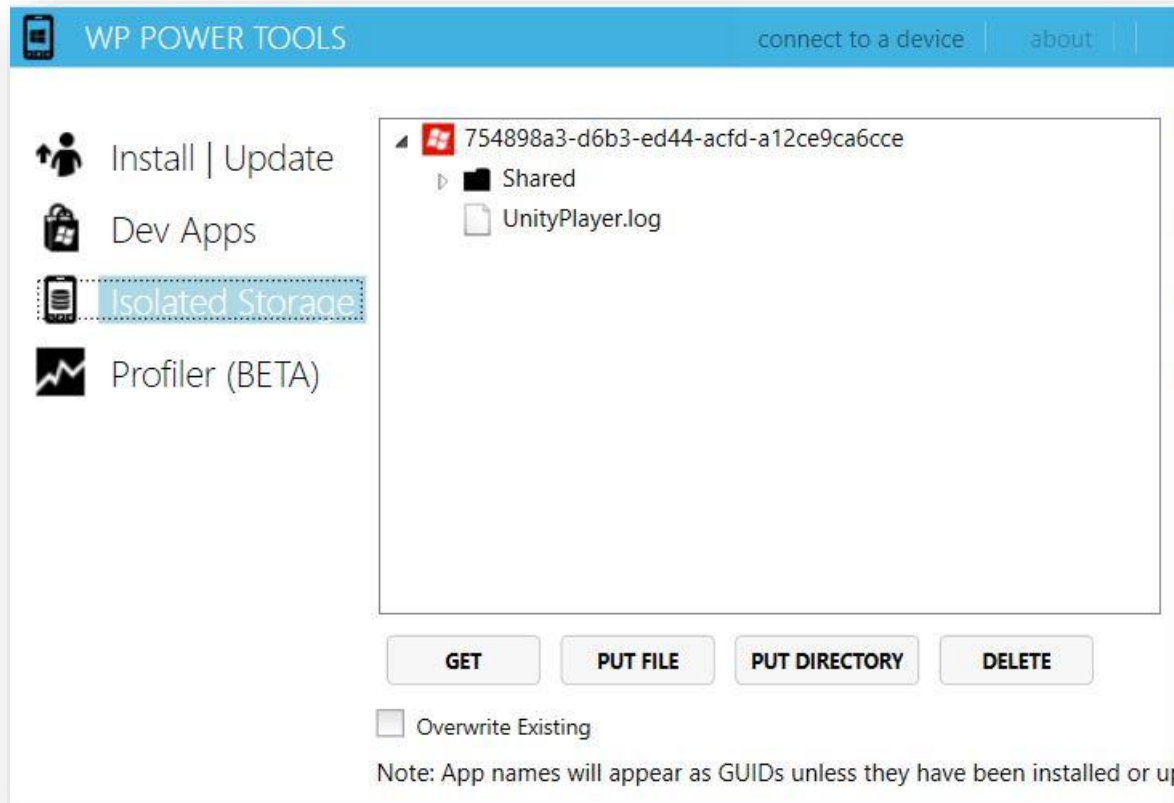 WP POWER TOOLS
connect to a device
about
Install | Update
Dev Apps
Isolated Storage
Profiler (BETA)
754898a3-d6b3-ed44-acfd-a12ce9ca6cce
Shared
UnityPlayer.log
GET
PUT FILE
PUT DIRECTORY
DELETE
Overwrite Existing
Note: App names will appear as GUIDs unless they have been installed or